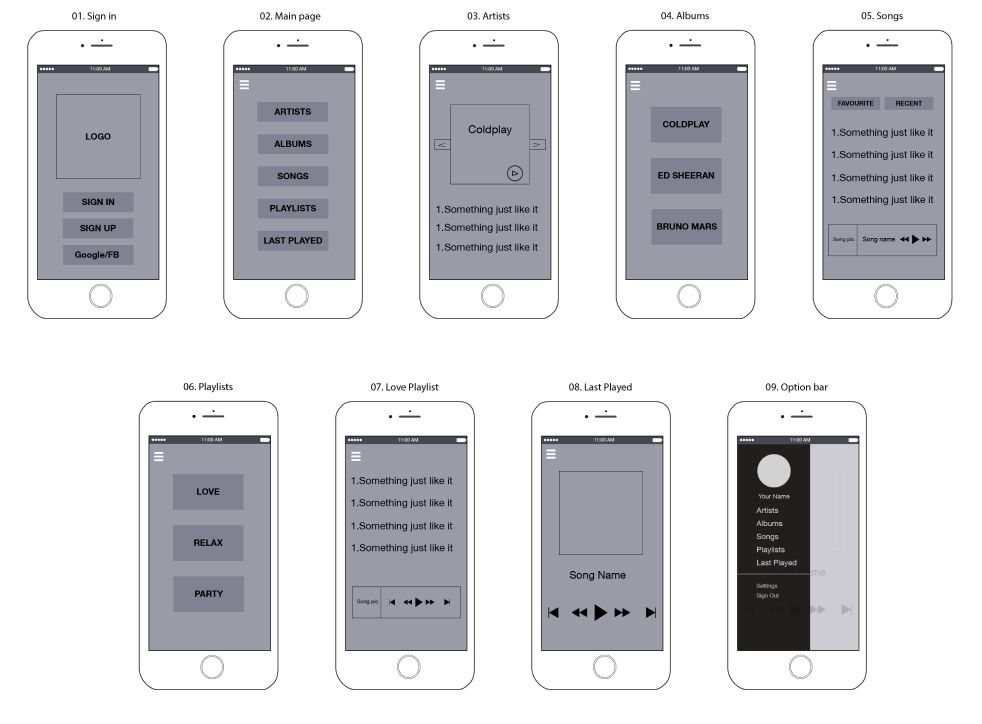 01. Sign in
11:00 AM
LOGO
SIGN IN
SIGN UP
Google/FB
02. Main page
11:00 AM
ARTISTS
ALBUMS
SONGS
PLAYLISTS
LAST PLAYED
03. Artists
11:00 AM
Coldplay
<
>
1.Something just like it
1.Something just like it
1.Something just like it
04. Albums
11:00 AM
COLDPLAY
ED SHEERAN
BRUNO MARS
05. Songs
11:00 AM
FAVOURITE RECENT
1.Something just like it
1.Something just like it
1.Something just like it
1.Something just like it
Song pic Song name
06. Playlists
11:00 AM
LOVE
RELAX
PARTY
07. Love Playlist
11:00 AM
1.Something just like it
1.Something just like it
1.Something just like it
1.Something just like it
Song pic
08. Last Played
11:00 AM
Song Name
09. Option bar
11:00 AM
Your Name
Artists
Albums
Songs
Playlists
Last Played
me
Settings
Sign Out